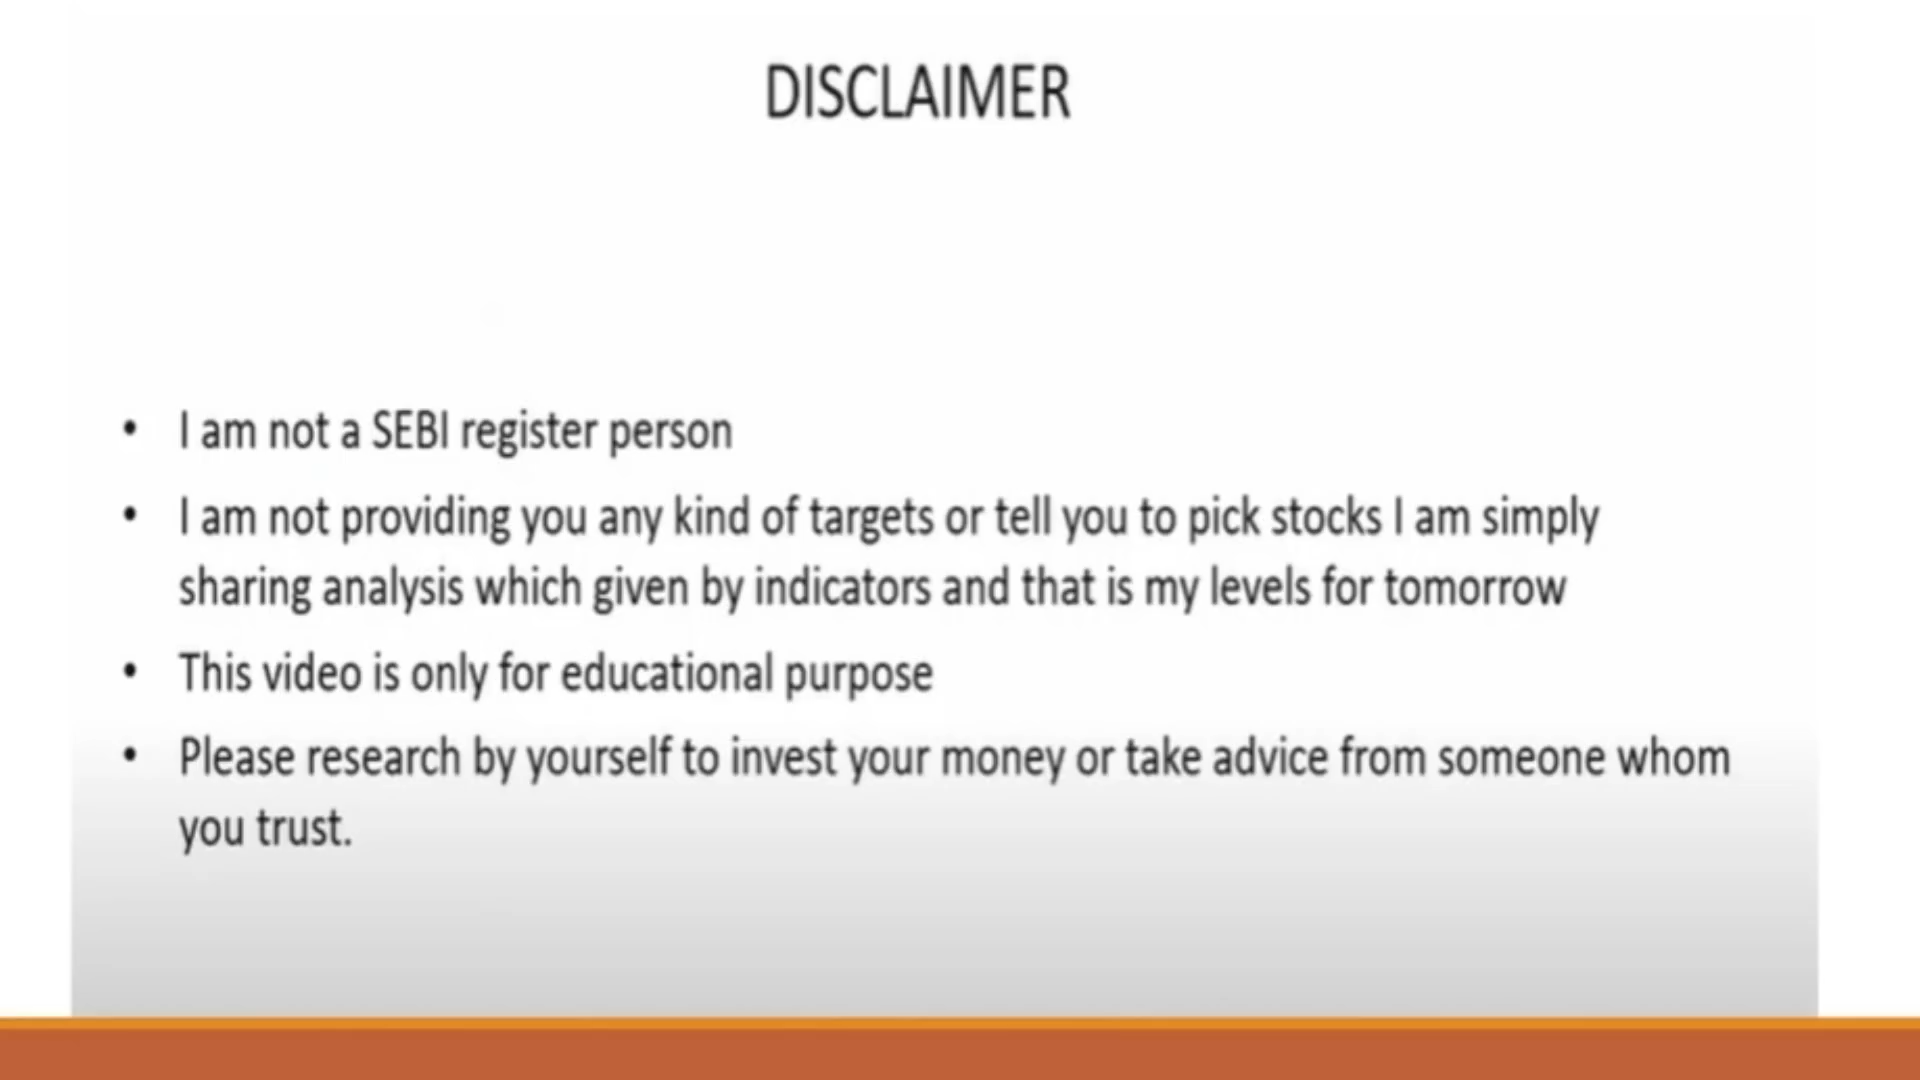 DISCLAIMER
• I am not a SEBI register person
• I am not providing you any kind of targets or tell you to pick stocks I am simply
sharing analysis which given by indicators and that is my levels for tomorrow
• This video is only for educational purpose
• Please research by yourself to invest your money or take advice from someone whom
you trust.